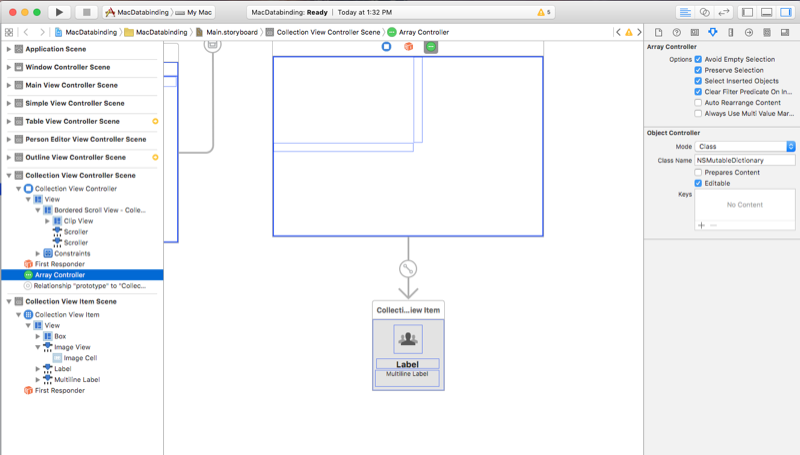 MacDatabinding › My Mac
MacDatabinding: Ready | Today at 1:32 PM
5
MacDatabinding › MacDatabinding › Main.storyboard › Collection View Controller Scene › Array Controller
Application Scene
Window Controller Scene
Main View Controller Scene
Simple View Controller Scene
Table View Controller Scene
Person Editor View Controller Scene
Outline View Controller Scene
Collection View Controller Scene
Collection View Controller
View
Bordered Scroll View - Colle...
Clip View
Scroller
Scroller
Constraints
First Responder
Array Controller
Relationship "prototype" to "Collec...
Collection View Item Scene
Collection View Item
View
Box
Image View
Image Cell
Label
Multiline Label
First Responder
Collecti...iew Item
Label
Multiline Label
Array Controller
Options
Avoid Empty Selection
Preserve Selection
Select Inserted Objects
Clear Filter Predicate On In...
Auto Rearrange Content
Always Use Multi Value Mar...
Object Controller
Mode Class
Class Name NSMutableDictionary
Prepares Content
Editable
Keys
No Content
+ −